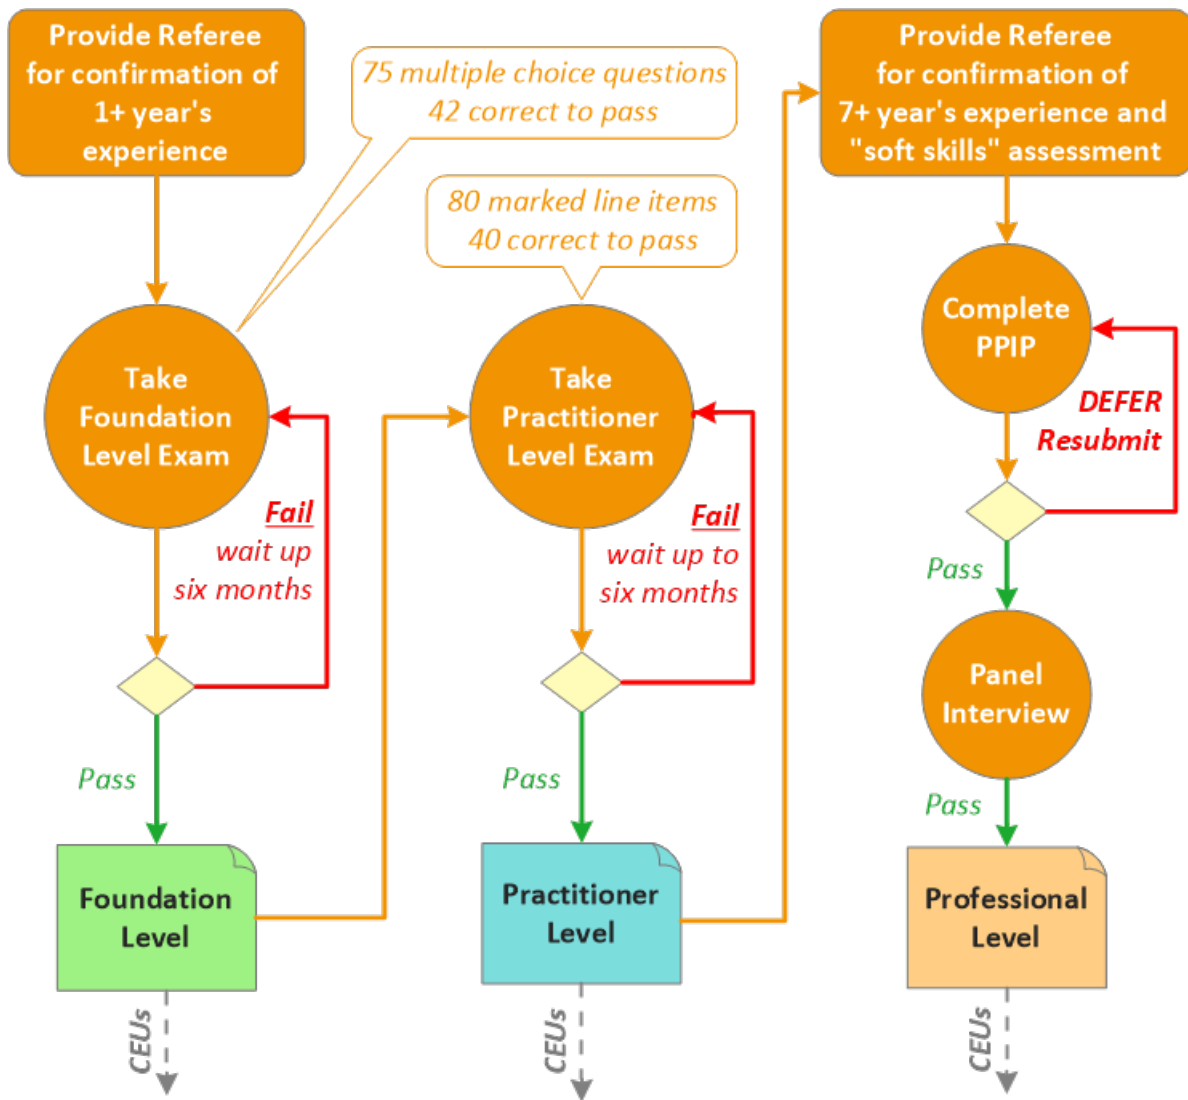 Provide Referee
for confirmation of
1+ year's
experience
75 multiple choice questions
42 correct to pass
Take
Foundation
Level Exam
Fail
wait up
six months
Pass
Foundation
Level
CEUs
80 marked line items
40 correct to pass
Take
Practitioner
Level Exam
Fail
wait up to
six months
Pass
Practitioner
Level
CEUs
Provide Referee
for confirmation of
7+ year's experience and
"soft skills" assessment
Complete
PPIP
DEFER
Resubmit
Pass
Panel
Interview
Pass
Professional
Level
CEUs